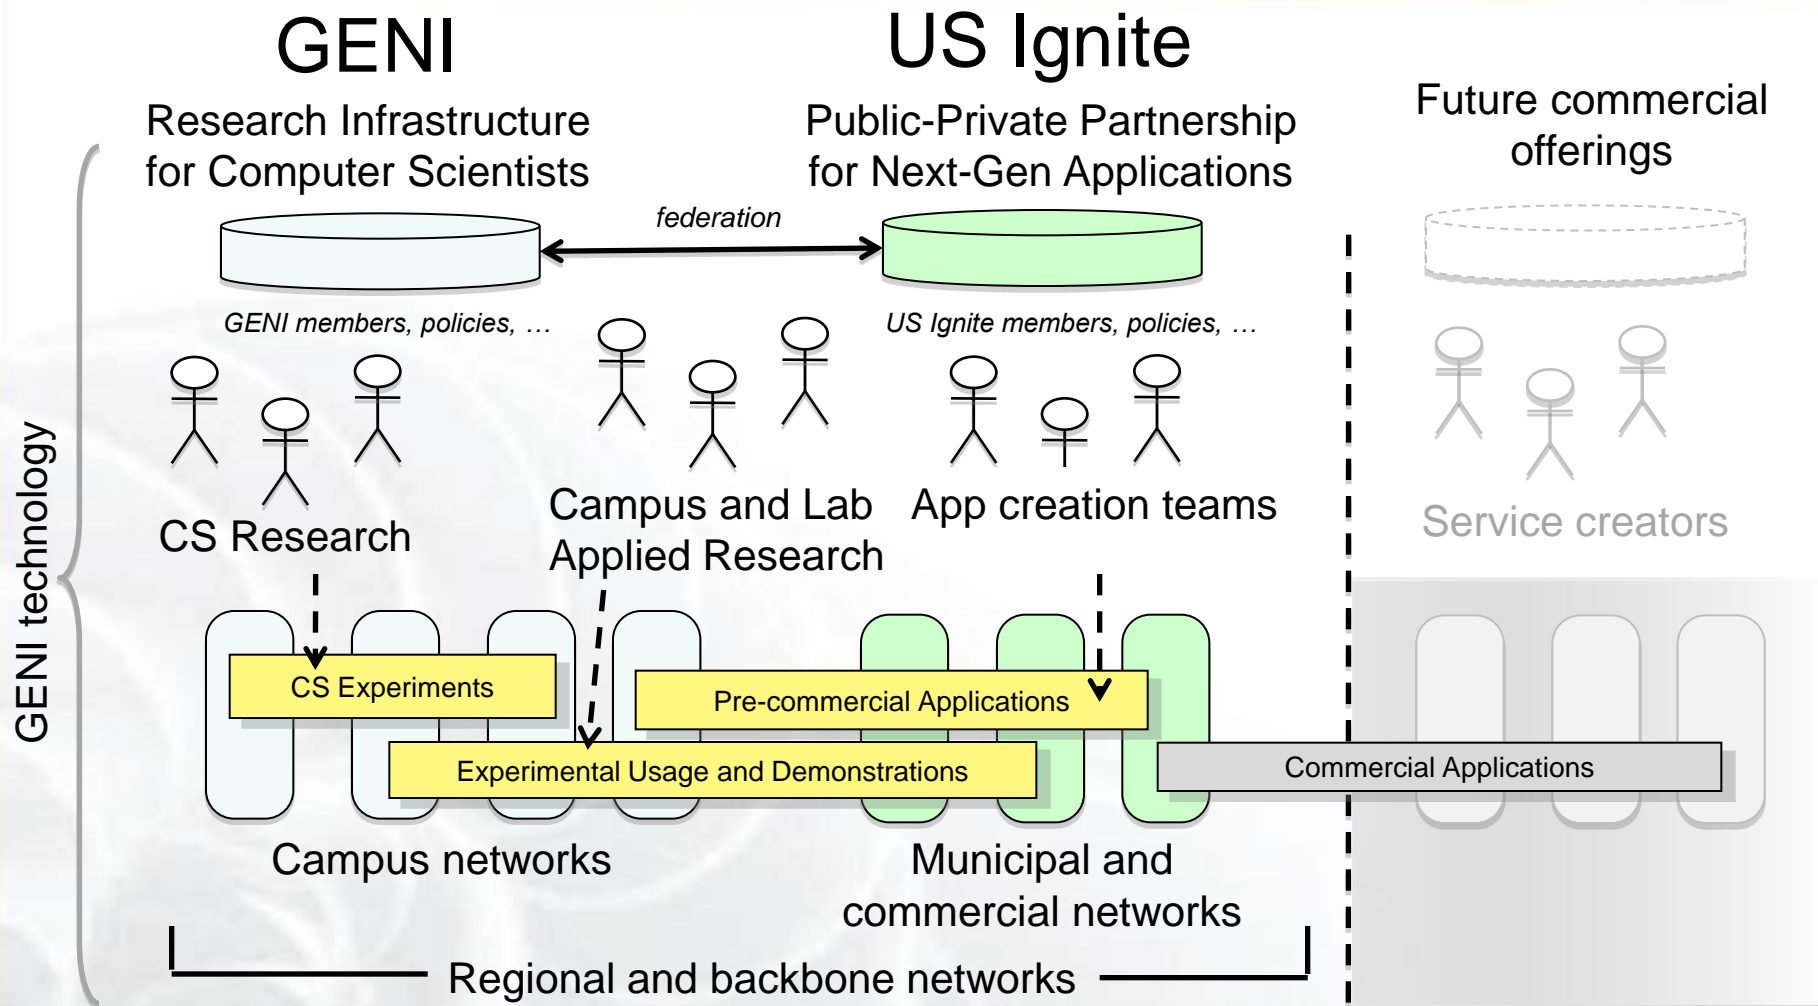 GENI
US Ignite
Research Infrastructure
for Computer Scientists
Public-Private Partnership
for Next-Gen Applications
Future commercial
offerings
federation
GENI members, policies, …
US Ignite members, policies, …
GENI technology
CS Research
Campus and Lab
Applied Research
App creation teams
Service creators
CS Experiments
Pre-commercial Applications
Experimental Usage and Demonstrations
Commercial Applications
Campus networks
Municipal and
commercial networks
Regional and backbone networks